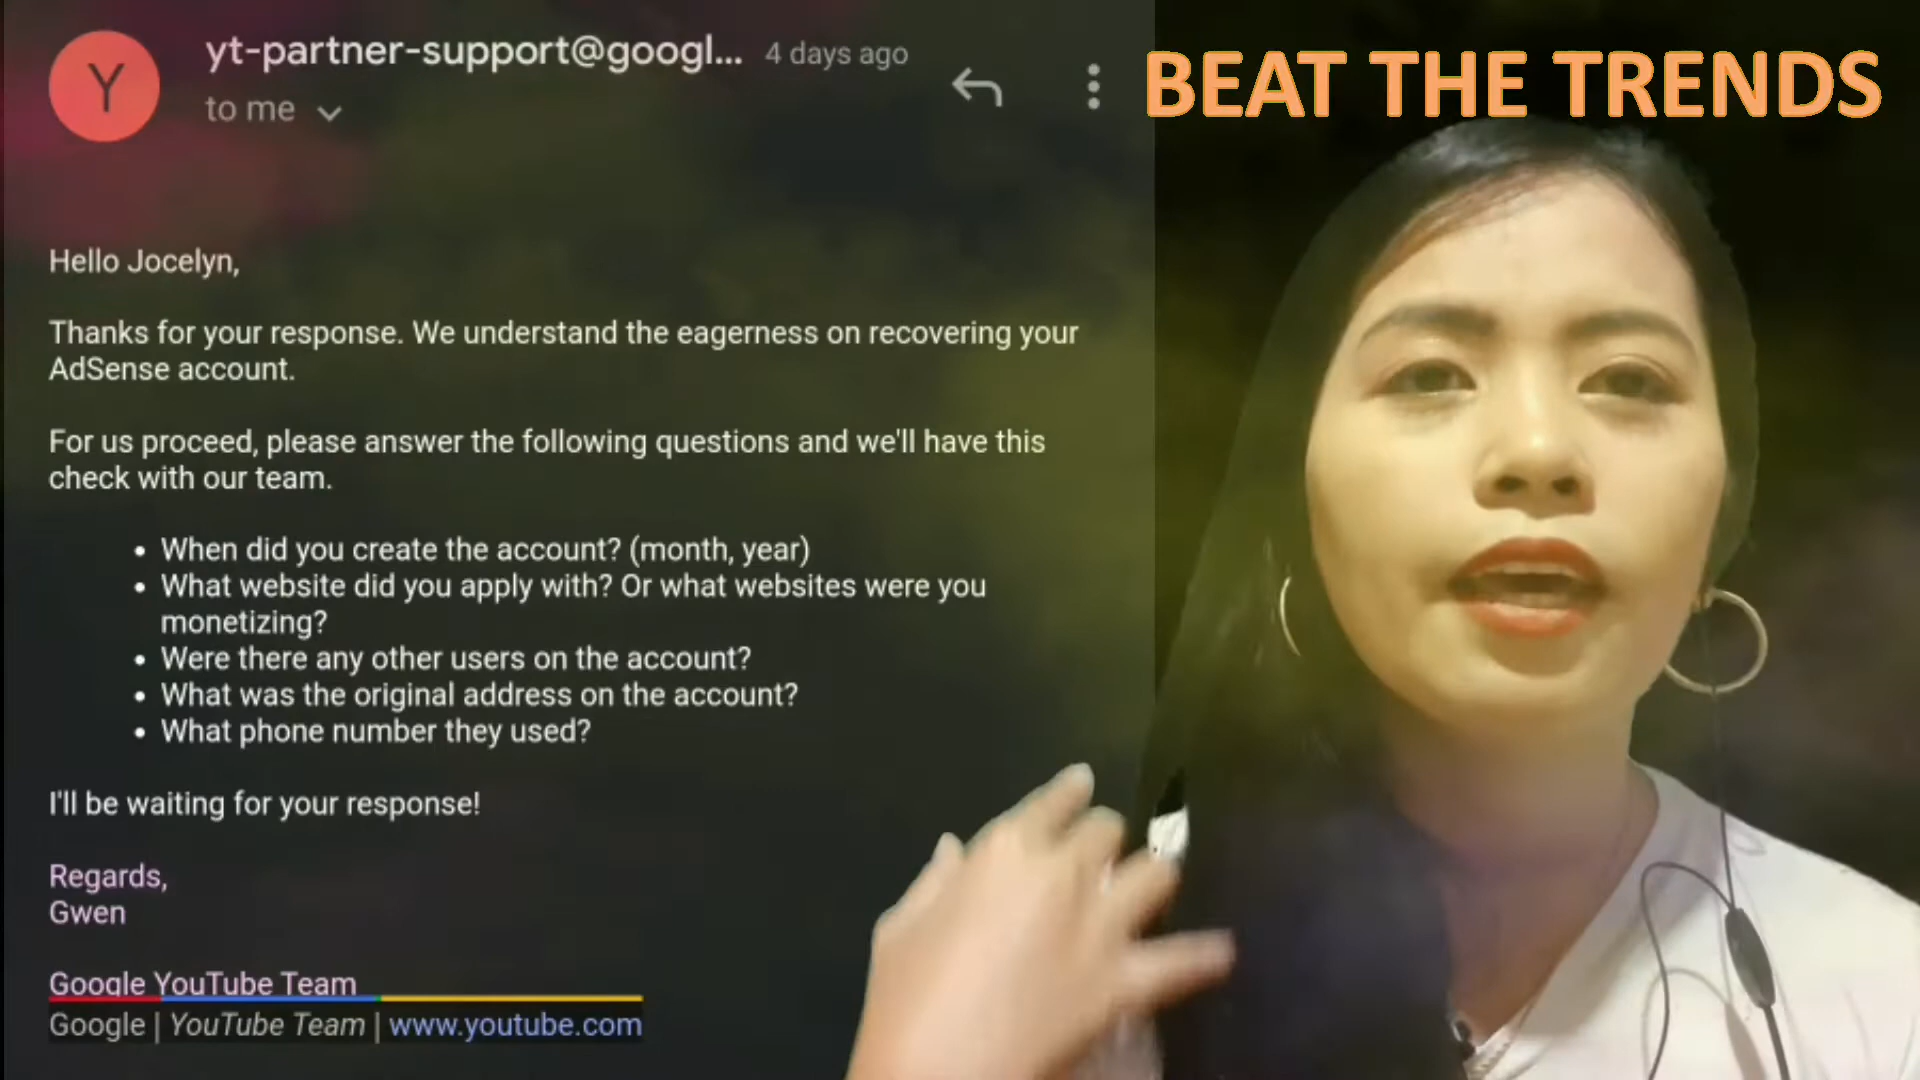 yt-partner-support@googl... 4 days ago
to me
BEAT THE TRENDS
Y
Hello Jocelyn,
Thanks for your response. We understand the eagerness on recovering your
AdSense account.
For us proceed, please answer the following questions and we'll have this
check with our team.
• When did you create the account? (month, year)
• What website did you apply with? Or what websites were you
monetizing?
• Were there any other users on the account?
• What was the original address on the account?
• What phone number they used?
I'll be waiting for your response!
Regards,
Gwen
Google YouTube Team
Google | YouTube Team | www.youtube.com